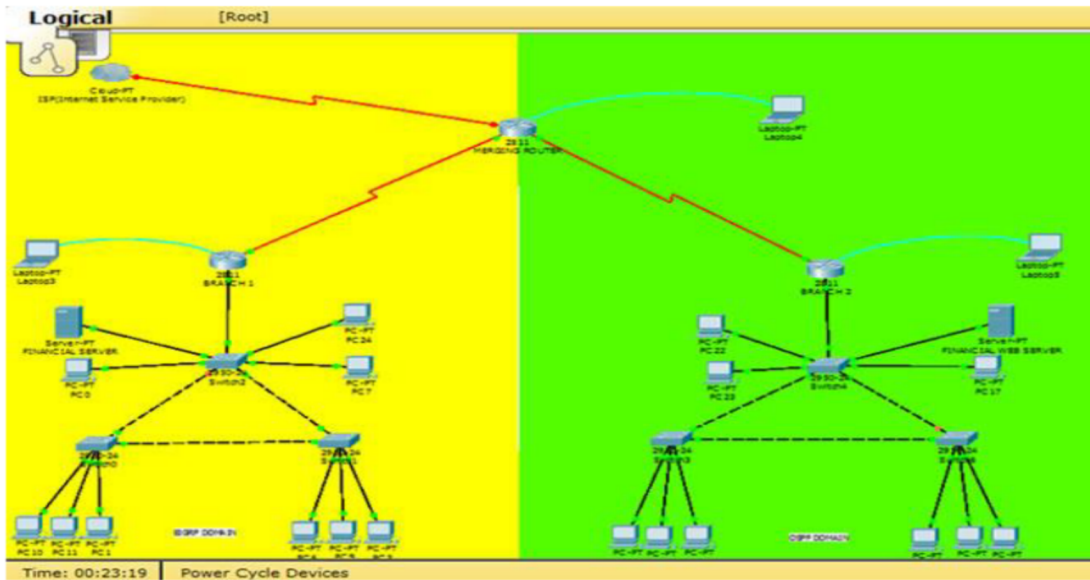 Logical [Root]
Cloud-PT
ISP(Internet Service Provider)
2811
MERGING ROUTER
Laptop-PT
Laptop4
Laptop-PT
Laptop3
2811
BRANCH 1
Laptop-PT
2811
BRANCH 2
Server-PT
FINANCIAL SERVER
PC-PT
PC24
PC-PT
PC0
2950-24
Switch2
PC-PT
PC7
PC-PT
PC22
Server-PT
FINANCIAL WEB SERVER
PC-PT
PC23
2950-24
Switch4
PC-PT
PC17
2950-24
Switch0
2950-24
Switch1
2950-24
Switch3
PC-PT PC-PT PC-PT
PC10 PC11 PC1
EIGRP DOMAIN
PC-PT PC-PT PC-PT
PC-PT PC-PT PC-PT
OSPF DOMAIN
PC-PT PC-PT PC-PT
Time: 00:23:19 Power Cycle Devices